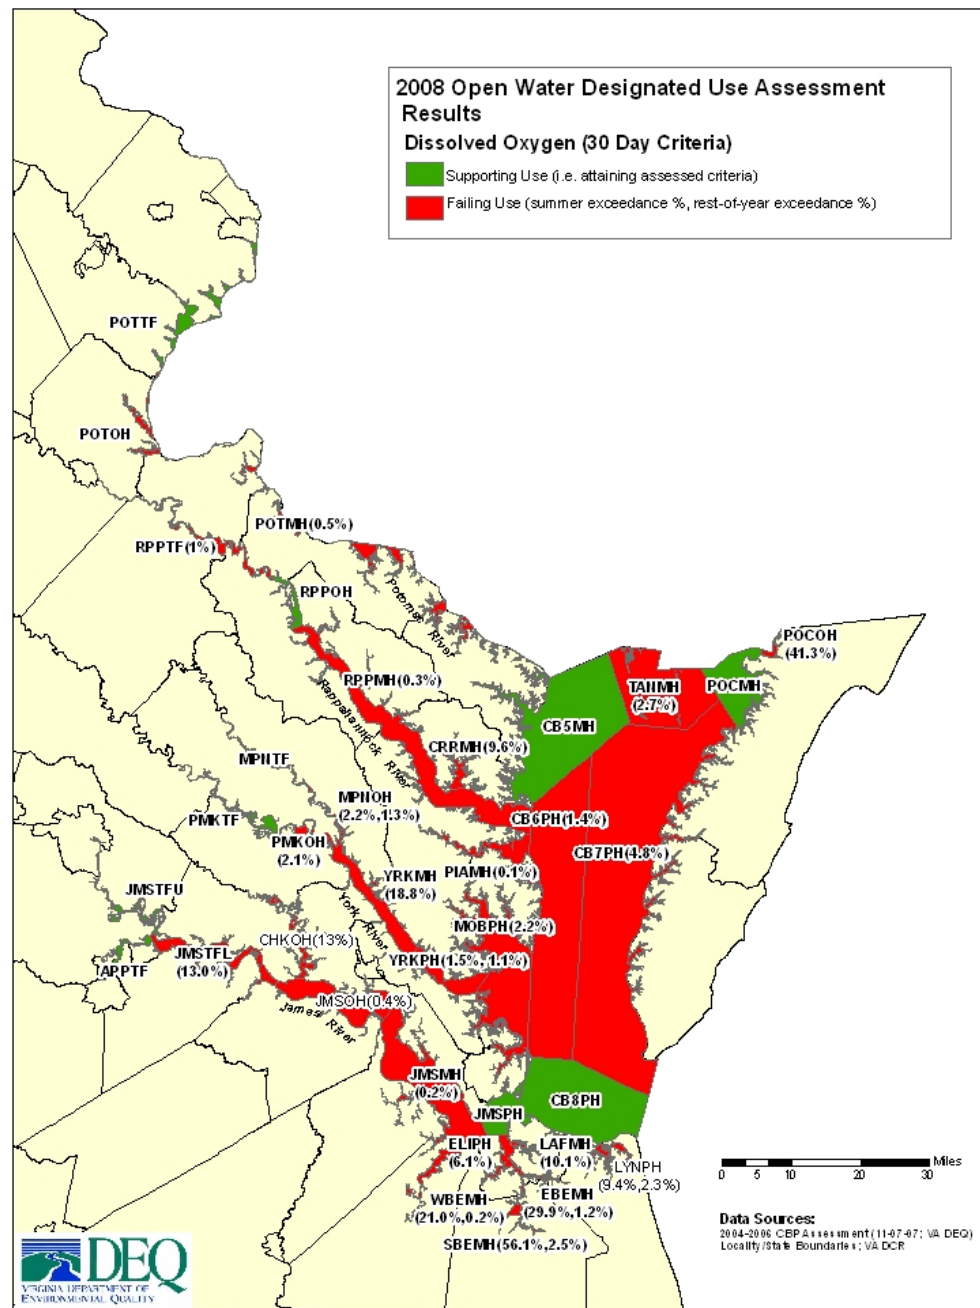 2008 Open Water Designated Use Assessment
Results
Dissolved Oxygen (30 Day Criteria)
Supporting Use (i.e. attaining assessed criteria)
Failing Use (summer exceedance %, rest-of-year exceedance %)
POTTF
POTOH
POTMH(0.5%)
RPPTF(1%)
RPPOH
Potomac River
POCOH
(41.3%)
RPPMH(0.3%)
TANMH
(2.7%)
POCMH
Rappahannock River
CB5MH
CRRMH(9.6%)
MPNTF
MPNOH
(2.2%,1.3%)
PMKTF
CB6PH(1.4%)
PMKOH
(2.1%)
CB7PH(4.8%)
PIAMH(0.1%)
YRKMH
(18.8%)
JMSTFU
York River
MOBPH(2.2%)
CHKOH(13%)
JMSTFL
(13.0%)
APPTF
YRKPH(1.5%, 1.1%)
JMSOH(0.4%)
James River
JMSMH
(0.2%)
CB8PH
JMSPH
ELIPH
(6.1%)
LAFMH
(10.1%)
LYNPH
(9.4%,2.3%)
WBEMH
(21.0%,0.2%)
EBEMH
(29.9%,1.2%)
SBEMH(56.1%,2.5%)
Miles
0 5 10 20 30
Data Sources:
2004-2006 CBP Assessment (11-07-07; VA DEQ)
Locality/State Boundaries; VA DCR
DEQ
VIRGINIA DEPARTMENT OF
ENVIRONMENTAL QUALITY